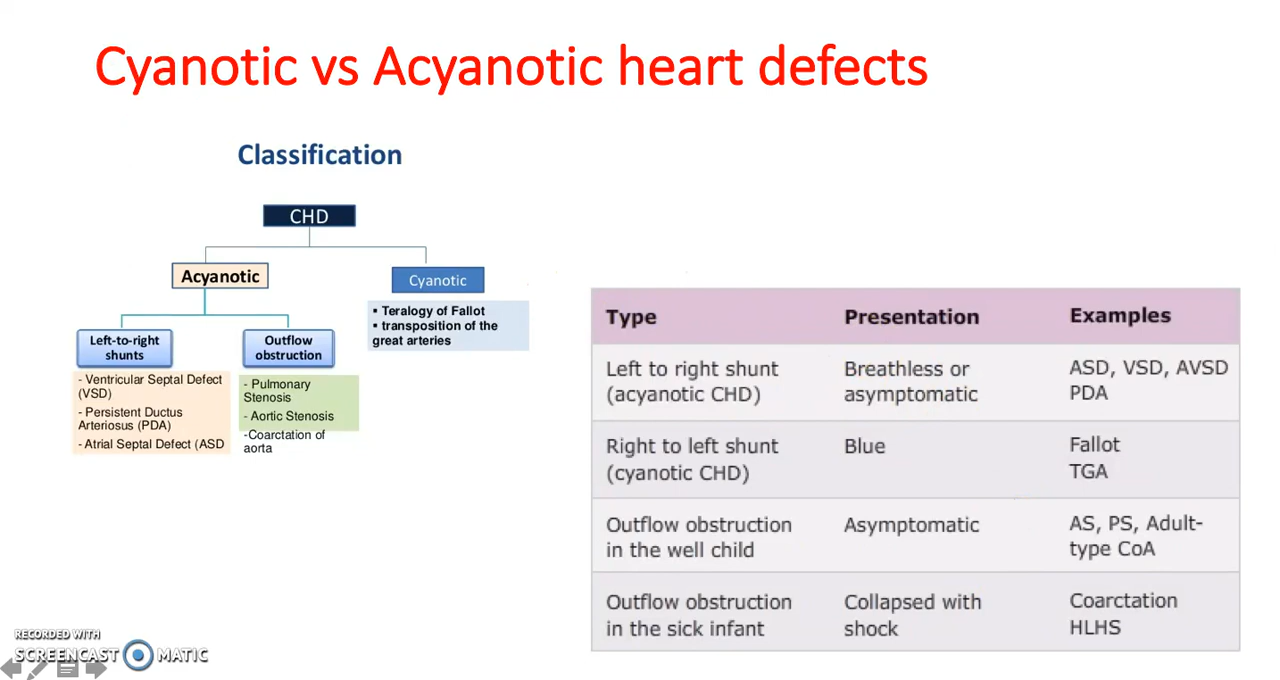 Cyanotic vs Acyanotic heart defects
Classification
CHD
Acyanotic
Cyanotic
▪ Teralogy of Fallot
▪ transposition of the
great arteries
Left-to-right
shunts
Outflow
obstruction
- Ventricular Septal Defect
(VSD)
- Persistent Ductus
Arteriosus (PDA)
- Atrial Septal Defect (ASD
- Pulmonary
Stenosis
- Aortic Stenosis
-Coarctation of
aorta
Type Presentation Examples
Left to right shunt Breathless or ASD, VSD, AVSD
(acyanotic CHD) asymptomatic PDA
Right to left shunt Blue Fallot
(cyanotic CHD) TGA
Outflow obstruction Asymptomatic AS, PS, Adult-
in the well child type CoA
Outflow obstruction Collapsed with Coarctation
in the sick infant shock HLHS
RECORDED WITH
SCREENCAST MATIC